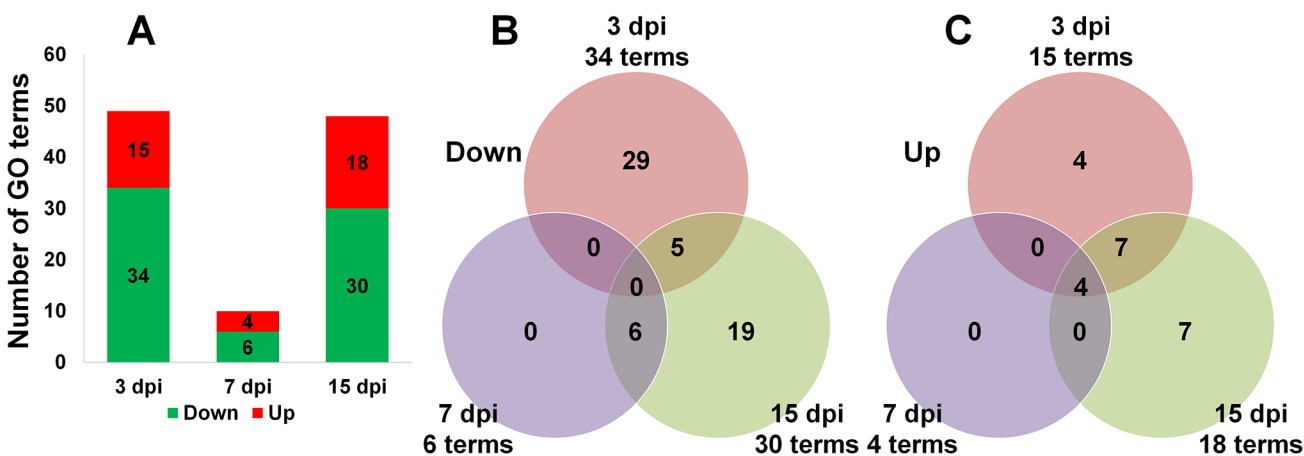 A
Number of GO terms
60
50
40
30
20
10
0
15
34
4
6
18
30
3 dpi 7 dpi 15 dpi
Down Up
B
3 dpi
34 terms
Down
29
0 5
0
0 6 19
7 dpi
6 terms
15 dpi
30 terms
C
3 dpi
15 terms
Up
4
0 7
4
0 0 7
7 dpi
4 terms
15 dpi
18 terms